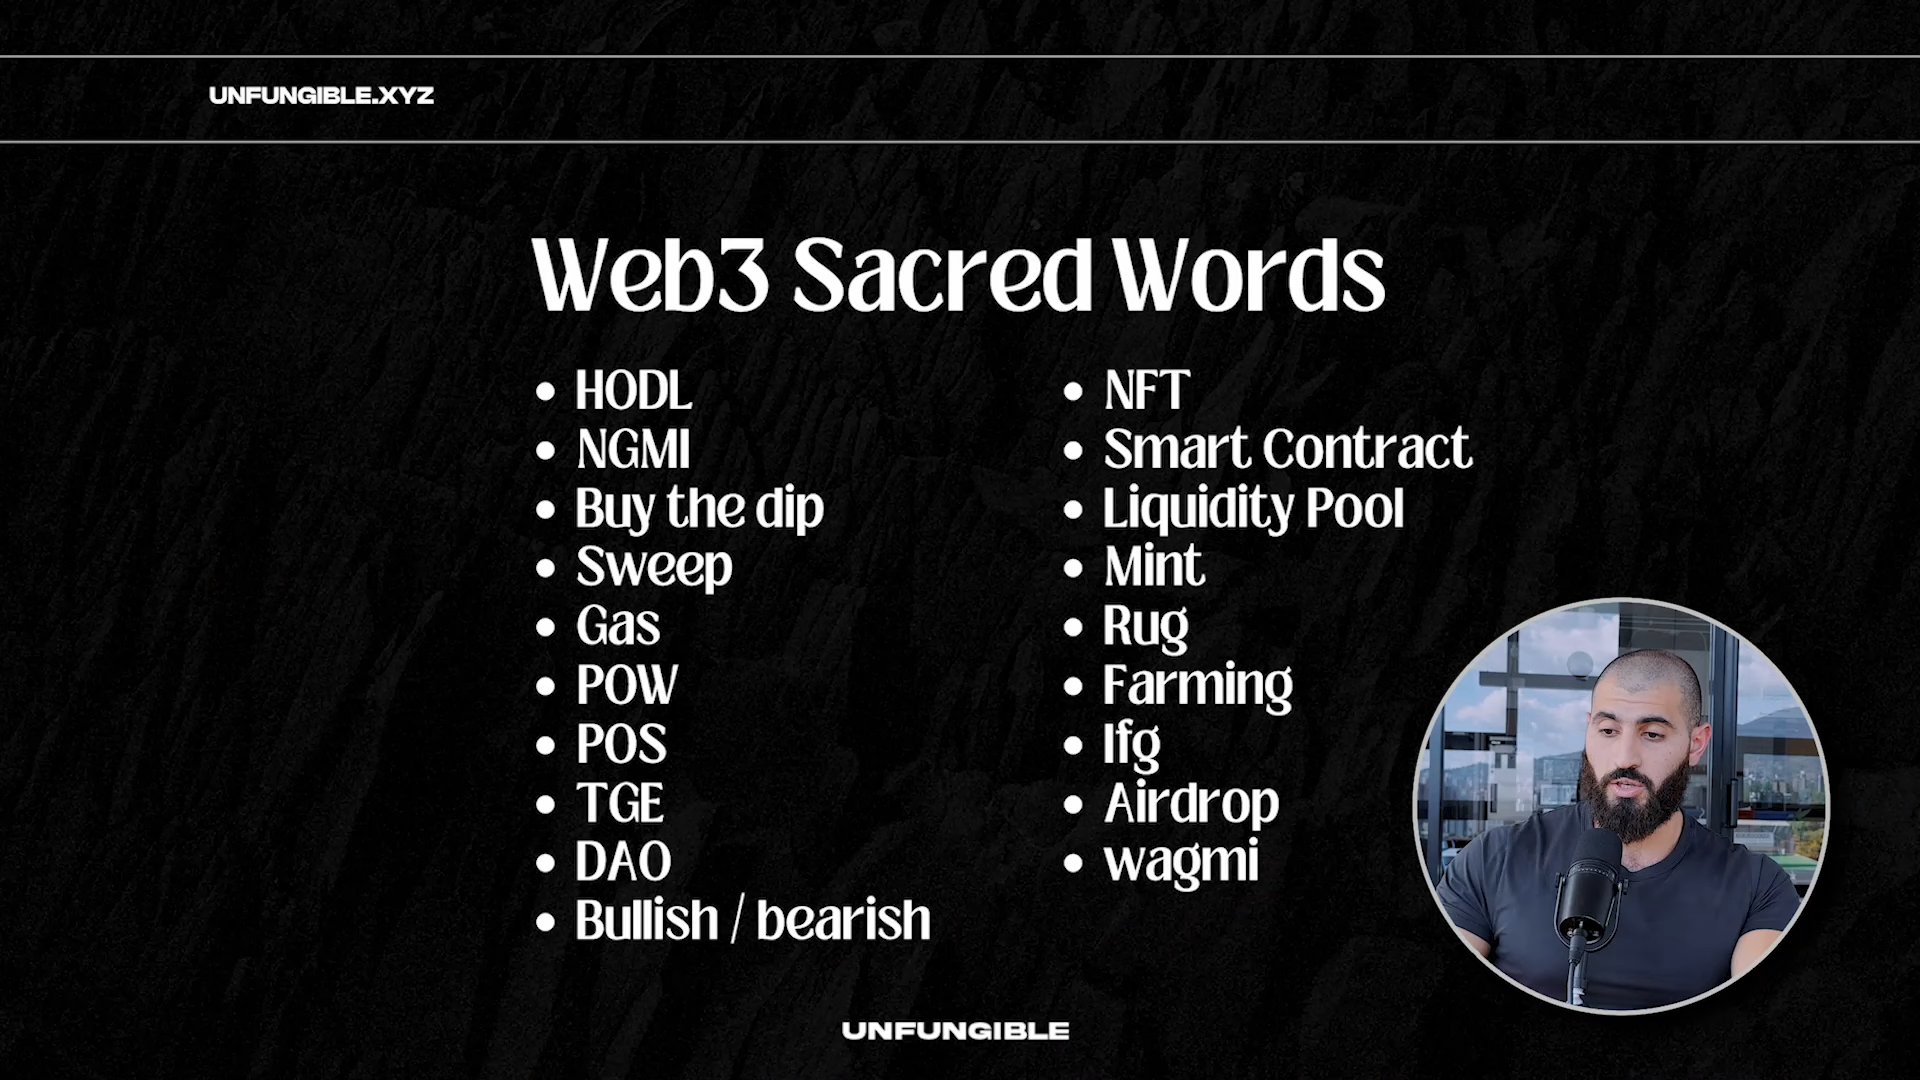 UNFUNGIBLE.XYZ
Web3 Sacred Words
HODL
NGMI
Buy the dip
Sweep
Gas
POW
POS
TGE
DAO
Bullish / bearish
NFT
Smart Contract
Liquidity Pool
Mint
Rug
Farming
lfg
Airdrop
wagmi
UNFUNGIBLE